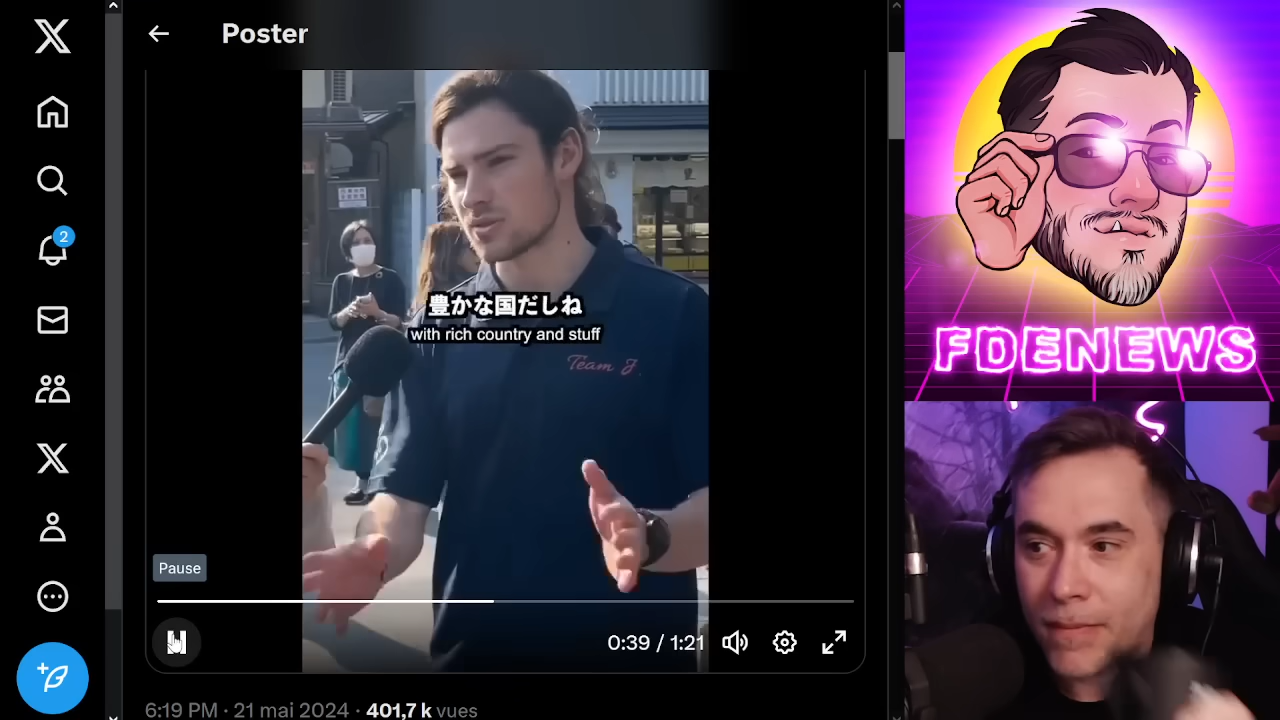 Poster
2
豊かな国だしね
with rich country and stuff
Team J.
Pause
0:39 / 1:21
6:19 PM · 21 mai 2024 · 401,7 k vues
FDENEWS